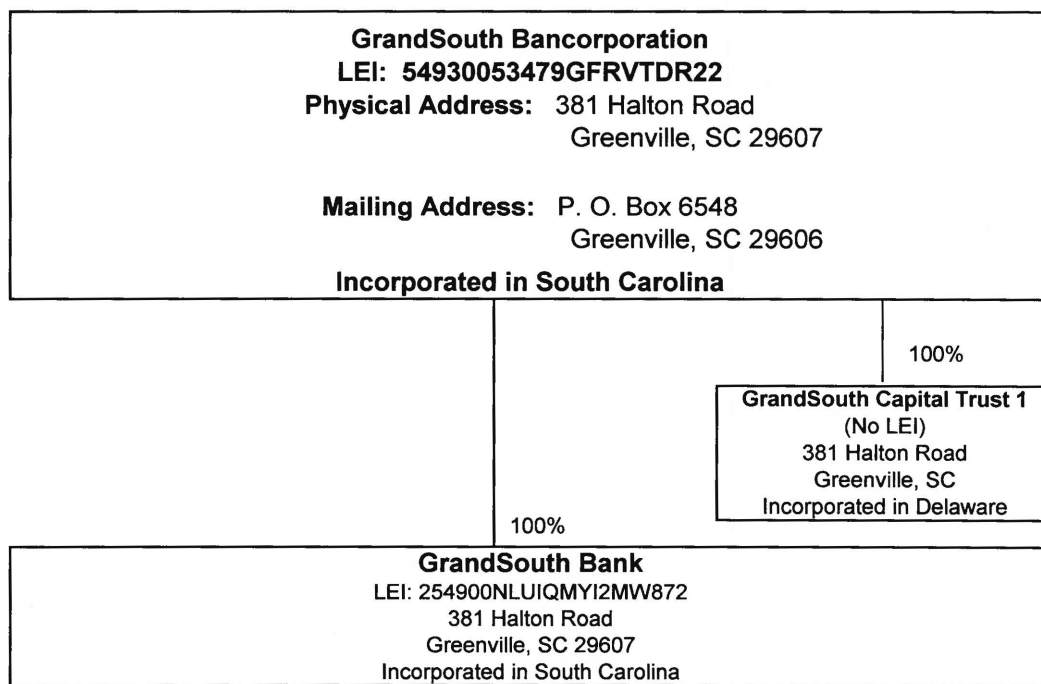 GrandSouth Bancorporation
LEI: 54930053479GFRVTDR22
Physical Address: 381 Halton Road
Greenville, SC 29607
Mailing Address: P. O. Box 6548
Greenville, SC 29606
Incorporated in South Carolina
100%
GrandSouth Capital Trust 1
(No LEI)
381 Halton Road
Greenville, SC
Incorporated in Delaware
100%
GrandSouth Bank
LEI: 254900NLUIQMYI2MW872
381 Halton Road
Greenville, SC 29607
Incorporated in South Carolina